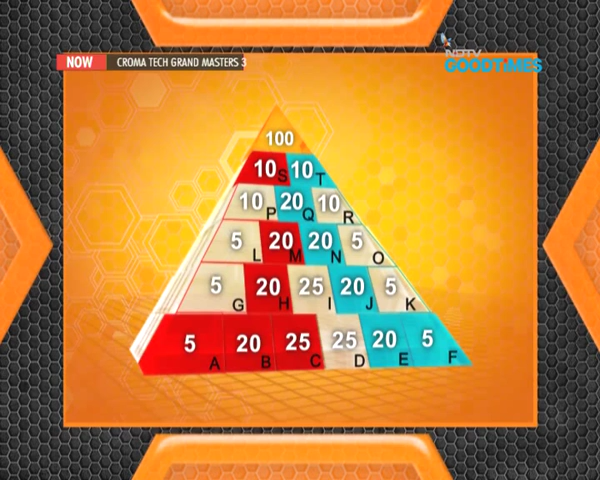 NDTV
GOODTiMES
NOW CROMA TECH GRAND MASTERS 3
100
10 S 10 T
10 P 20 Q 10 R
5 L 20 M 20 N 5 O
5 G 20 H 25 I 20 J 5 K
5 A 20 B 25 C 25 D 20 E 5 F